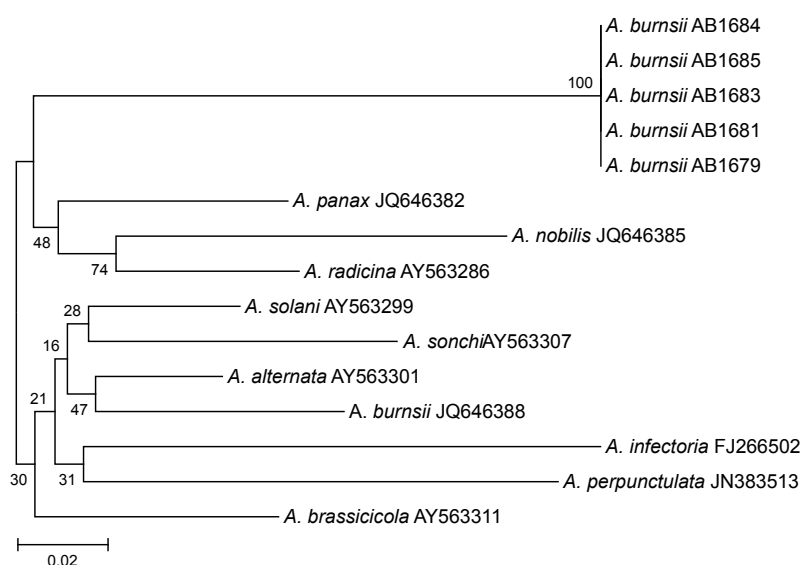 A. burnsii AB1684
A. burnsii AB1685
100
A. burnsii AB1683
A. burnsii AB1681
A. burnsii AB1679
A. panax JQ646382
48
A. nobilis JQ646385
74
A. radicina AY563286
28
A. solani AY563299
A. sonchiAY563307
16
A. alternata AY563301
21
47
A. burnsii JQ646388
A. infectoria FJ266502
30
31
A. perpunctulata JN383513
A. brassicicola AY563311
0.02